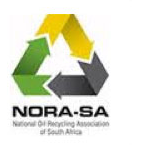 NORA-SA
National Oil Recycling Association
of South Africa